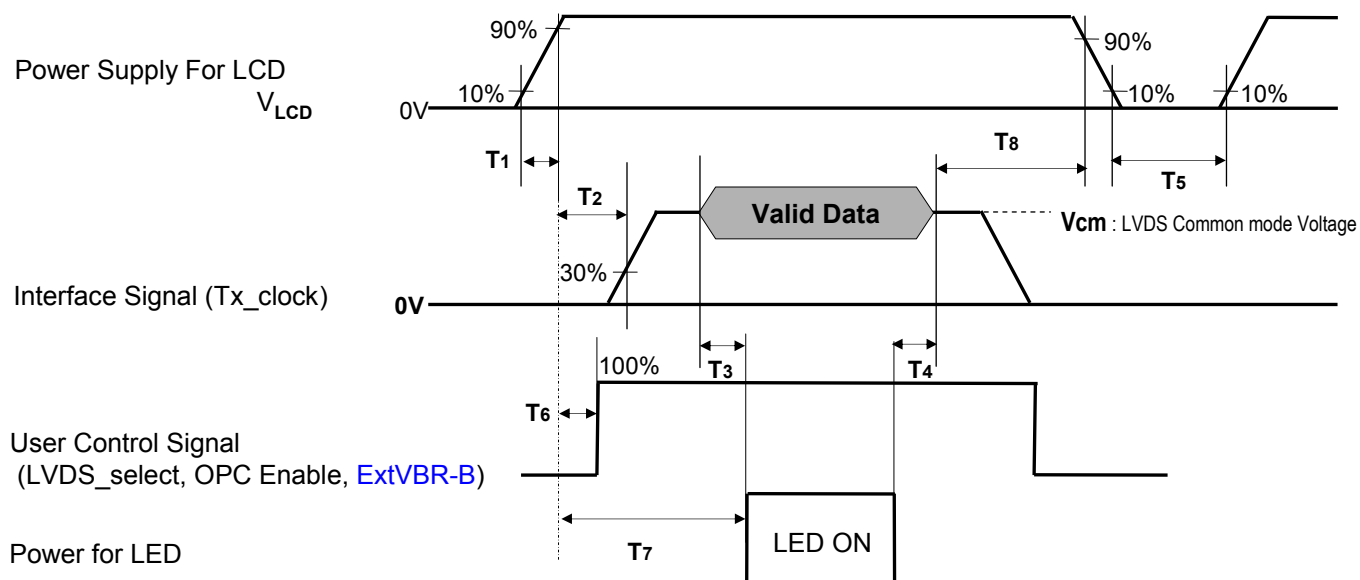 90%
90%
Power Supply For LCD
V LCD
10%
10%
10%
0V
T1
T8
T5
T2
Valid Data
Vcm : LVDS Common mode Voltage
30%
Interface Signal (Tx_clock)
0V
100%
T3
T4
T6
User Control Signal
(LVDS_select, OPC Enable, ExtVBR-B)
T7
LED ON
Power for LED